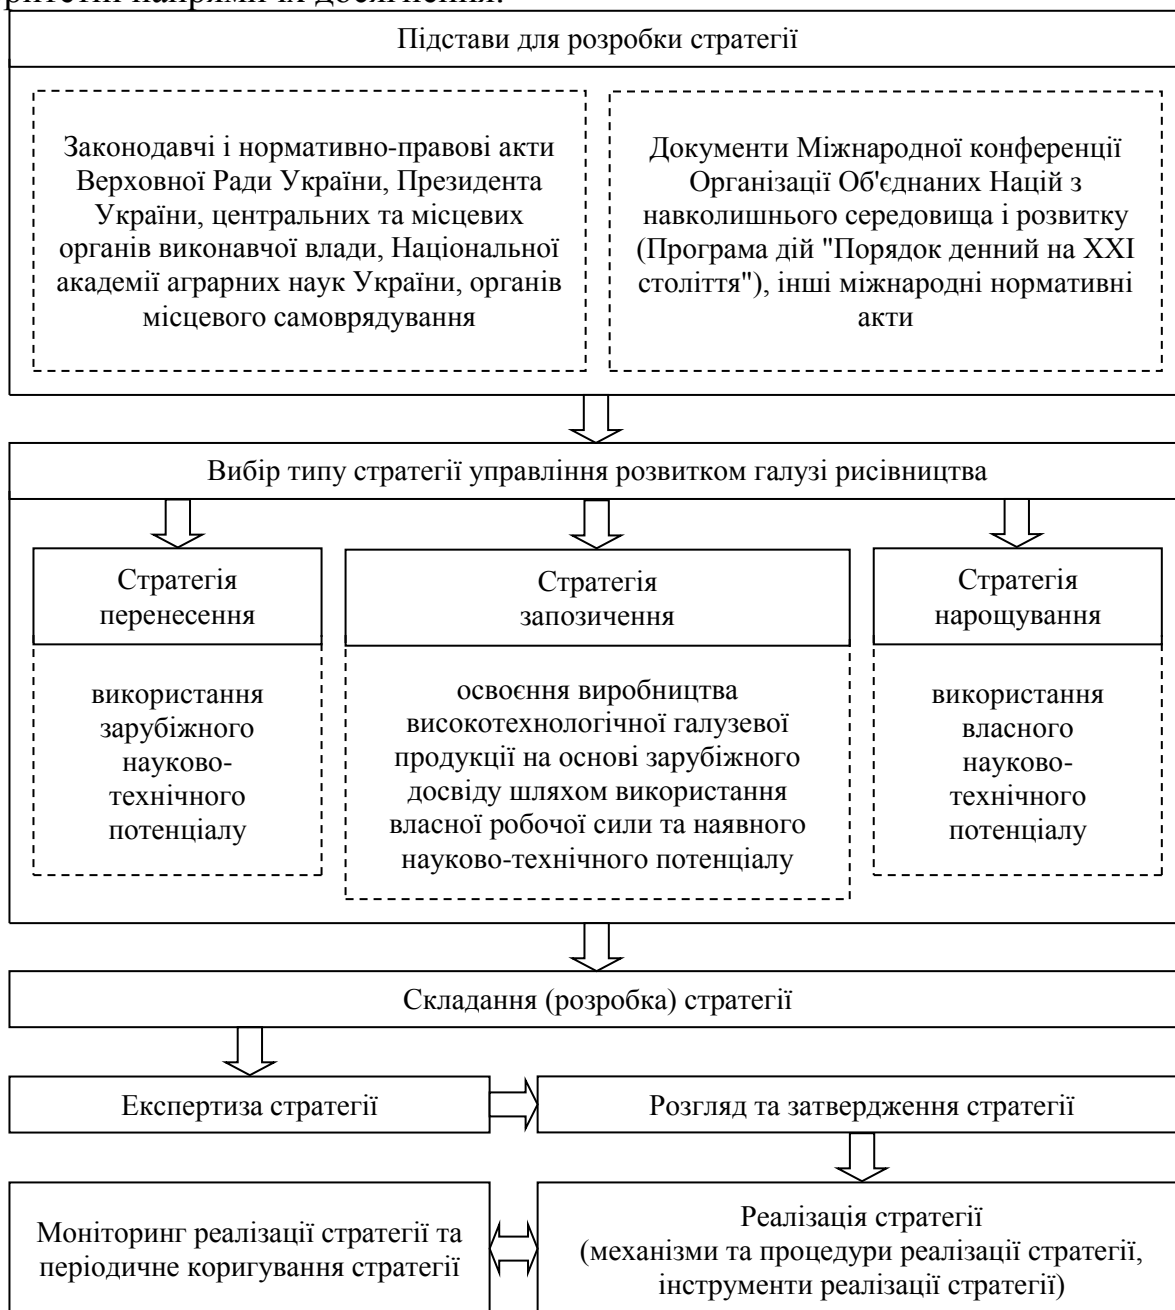 ритетні напрями їх досягнення.
Підстави для розробки стратегії
Законодавчі і нормативно-правові акти
Верховної Ради України, Президента
України, центральних та місцевих
органів виконавчої влади, Національної
академії аграрних наук України, органів
місцевого самоврядування
Документи Міжнародної конференції
Організації Об'єднаних Націй з
навколишнього середовища і розвитку
(Програма дій "Порядок денний на ХХІ
століття"), інші міжнародні нормативні
акти
Вибір типу стратегії управління розвитком галузі рисівництва
Стратегія
перенесення
використання
зарубіжного
науково-
технічного
потенціалу
Стратегія
запозичення
освоєння виробництва
високотехнологічної галузевої
продукції на основі зарубіжного
досвіду шляхом використання
власної робочої сили та наявного
науково-технічного потенціалу
Стратегія
нарощування
використання
власного
науково-
технічного
потенціалу
Складання (розробка) стратегії
Експертиза стратегії
Розгляд та затвердження стратегії
Моніторинг реалізації стратегії та
періодичне коригування стратегії
Реалізація стратегії
(механізми та процедури реалізації стратегії,
інструменти реалізації стратегії)